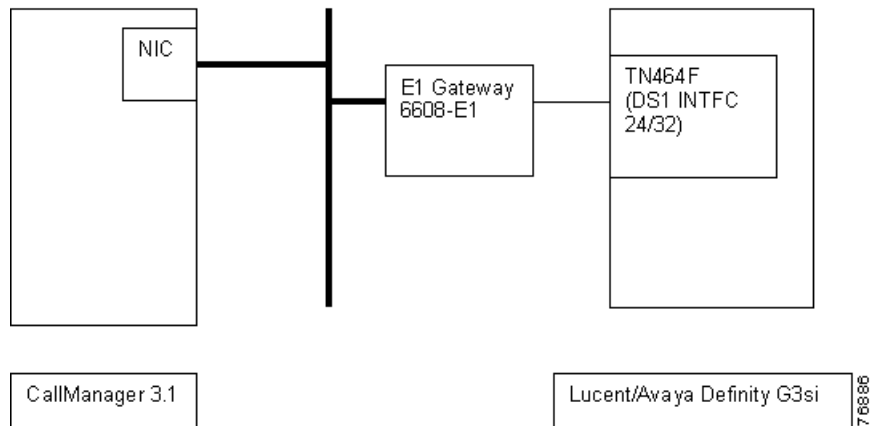 NIC
E1 Gateway
6608-E1
TN464F
(DS1 INTFC
24/32)
CallManager 3.1
Lucent/Avaya Definity G3si
76886